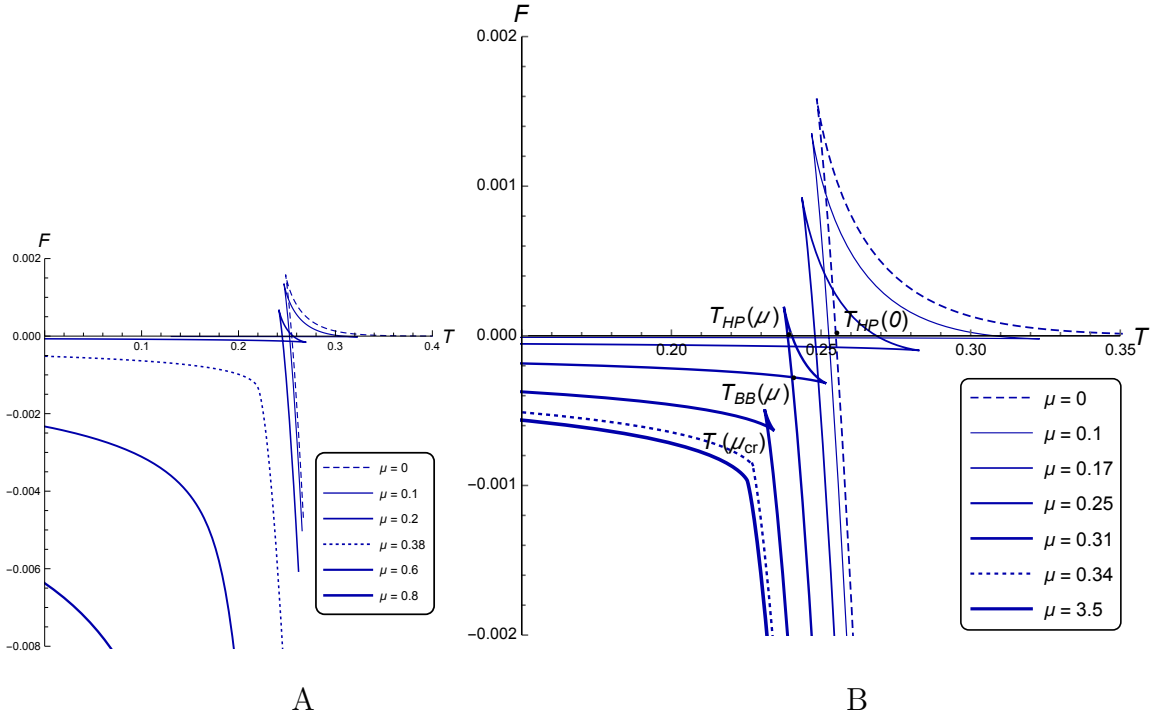 F
0.002
0.000
−0.002
−0.004
−0.006
−0.008
0.1
0.2
0.3
0.4
T
μ = 0
μ = 0.1
μ = 0.2
μ = 0.38
μ = 0.6
μ = 0.8
A
F
0.002
0.001
0.000
−0.001
−0.002
0.20
0.25
0.30
0.35
T
T_HP(μ)
T_HP(0)
T_BB(μ)
T (μ_cr)
μ = 0
μ = 0.1
μ = 0.17
μ = 0.25
μ = 0.31
μ = 0.34
μ = 3.5
B